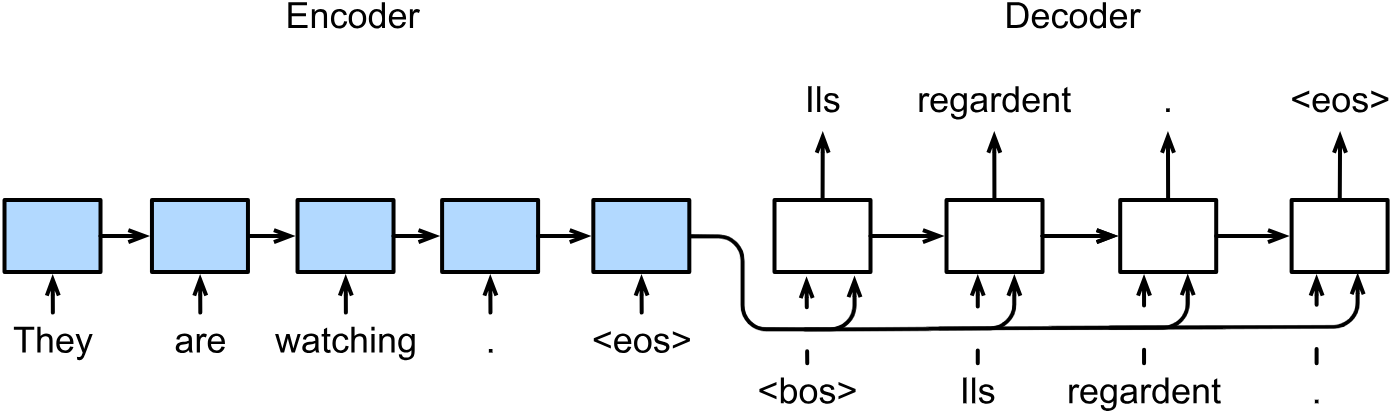 Encoder Decoder
Ils regardent . <eos>
They are watching . <eos>
<bos> Ils regardent .